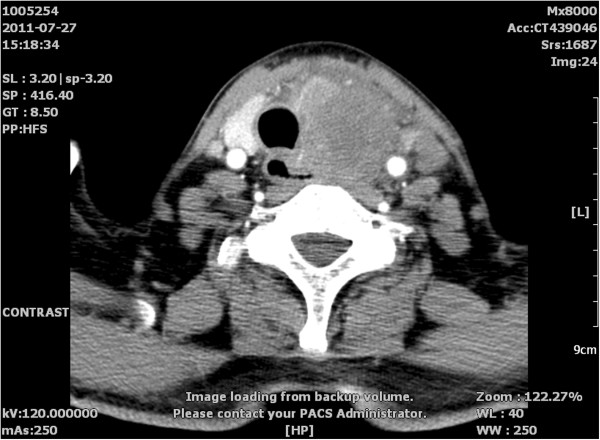 1005254
2011-07-27
15:18:34
Mx8000
Acc:CT439046
Srs:1687
Img:24
SL : 3.20|sp-3.20
SP : 416.40
GT : 8.50
PP:HFS
[L]
CONTRAST
9cm
Image loading from backup volume.
Please contact your PACS Administrator.
kV:120.000000
mAs:250
[HP]
Zoom : 122.27%
WL : 40
WW : 250